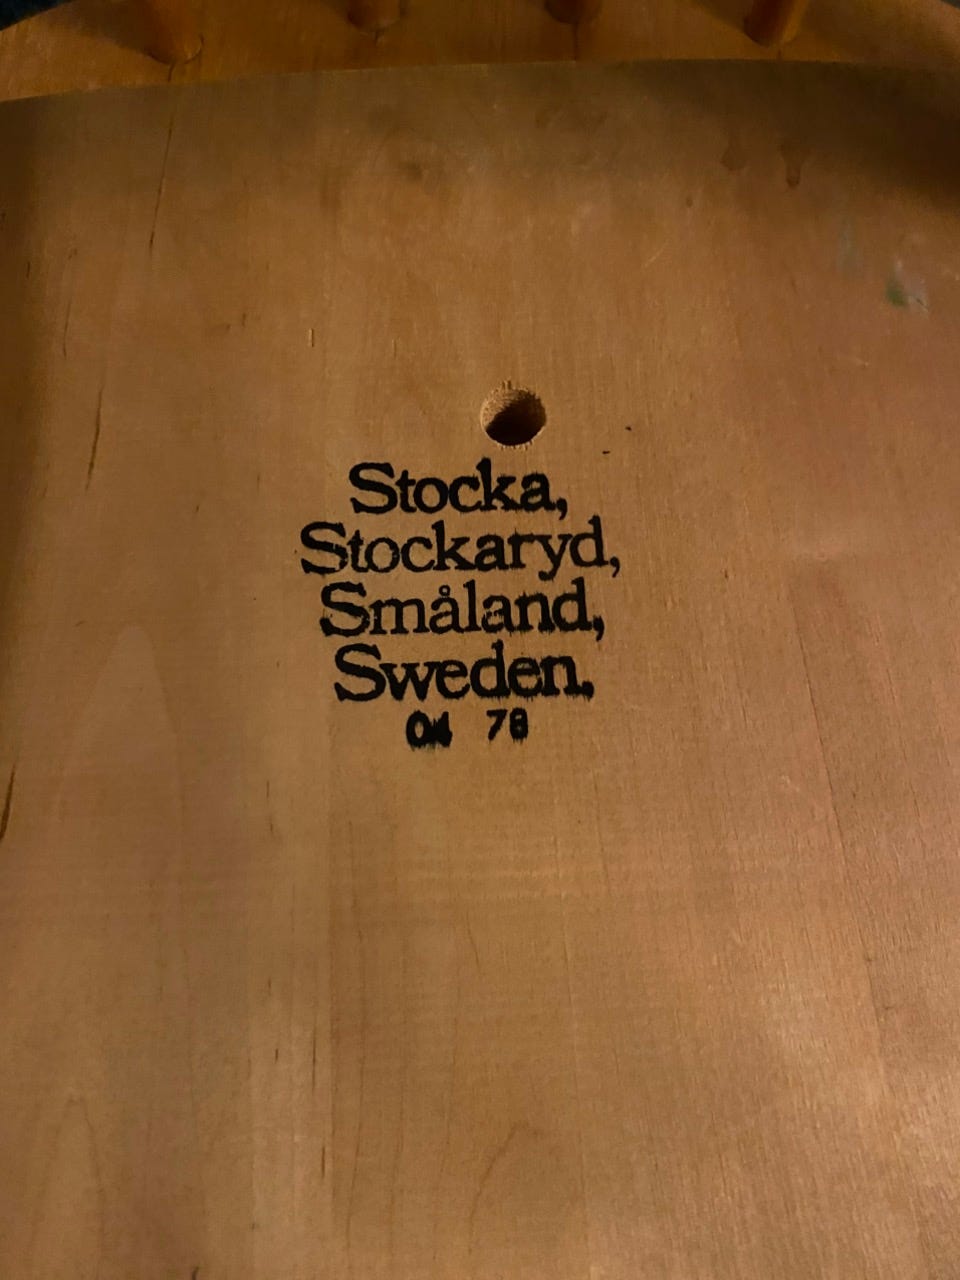 Stocka,
Stockaryd,
Småland,
Sweden.
04 78